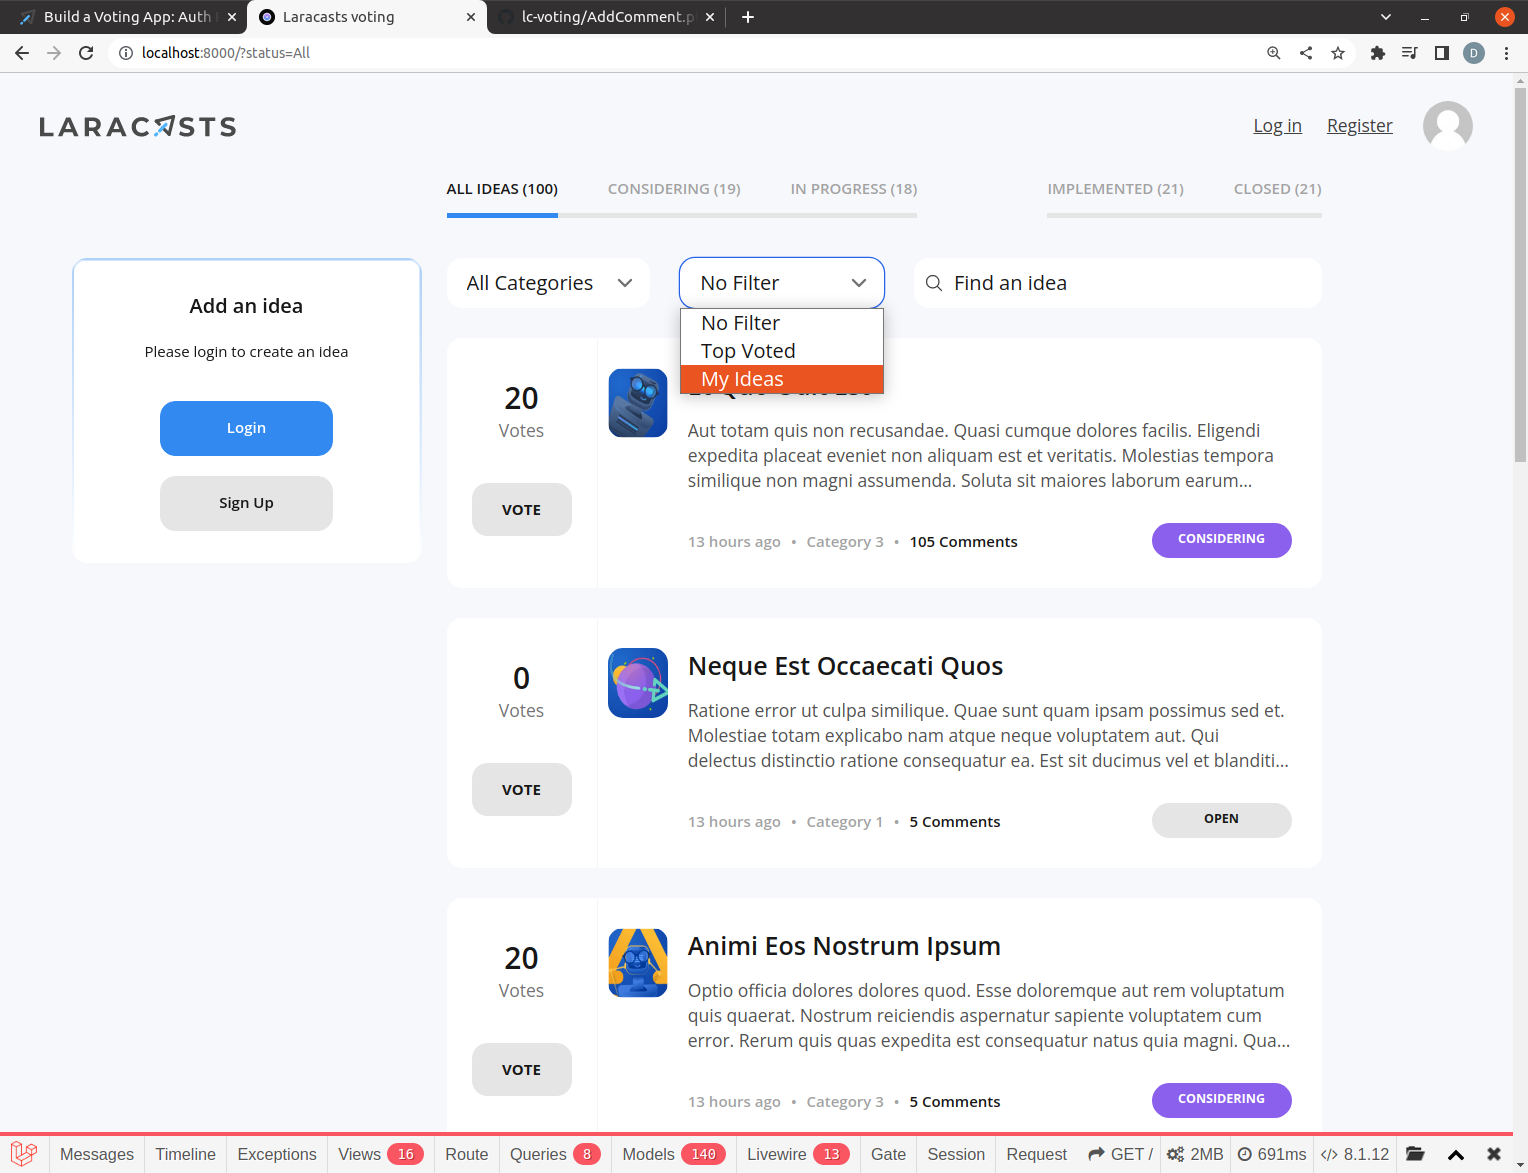 Build a Voting App: Auth
Laracasts voting
lc-voting/AddComment.p
localhost:8000/?status=All
D
LARACASTS
Log in
Register
ALL IDEAS (100)
CONSIDERING (19)
IN PROGRESS (18)
IMPLEMENTED (21)
CLOSED (21)
Add an idea
Please login to create an idea
Login
Sign Up
All Categories
No Filter
Find an idea
No Filter
Top Voted
My Ideas
20
Votes
VOTE
Aut totam quis non recusandae. Quasi cumque dolores facilis. Eligendi
expedita placeat eveniet non aliquam est et veritatis. Molestias tempora
similique non magni assumenda. Soluta sit maiores laborum earum...
13 hours ago • Category 3 • 105 Comments
CONSIDERING
0
Votes
VOTE
Neque Est Occaecati Quos
Ratione error ut culpa similique. Quae sunt quam ipsam possimus sed et.
Molestiae totam explicabo nam atque neque voluptatem aut. Qui
delectus distinctio ratione consequatur ea. Est sit ducimus vel et blanditi...
13 hours ago • Category 1 • 5 Comments
OPEN
20
Votes
VOTE
Animi Eos Nostrum Ipsum
Optio officia dolores dolores quod. Esse doloremque aut rem voluptatum
quis quaerat. Nostrum reiciendis aspernatur sapiente voluptatem cum
error. Rerum quis quas expedita est consequatur natus quia magni. Qua...
13 hours ago • Category 3 • 5 Comments
CONSIDERING
Messages
Timeline
Exceptions
Views 16
Route
Queries 8
Models 140
Livewire 13
Gate
Session
Request
GET /
2MB
691ms
8.1.12